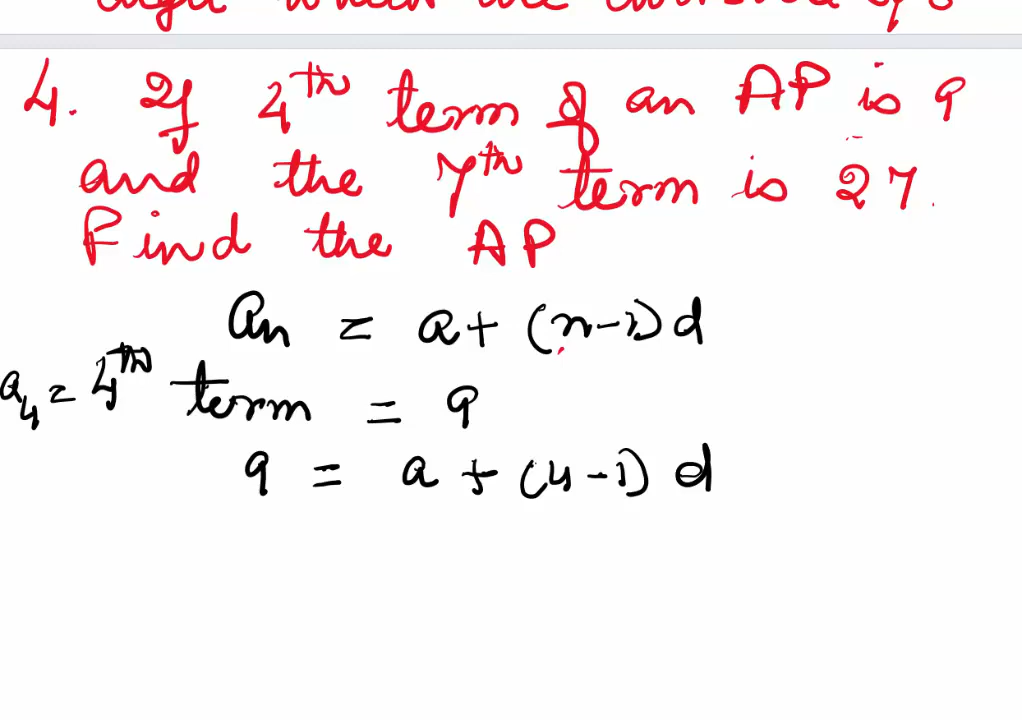 4. If 4th term of an AP is 9
and the 7th term is 27.
Find the AP
an = a + (n-1)d
a4 = 4th term = 9
9 = a + (4-1)d